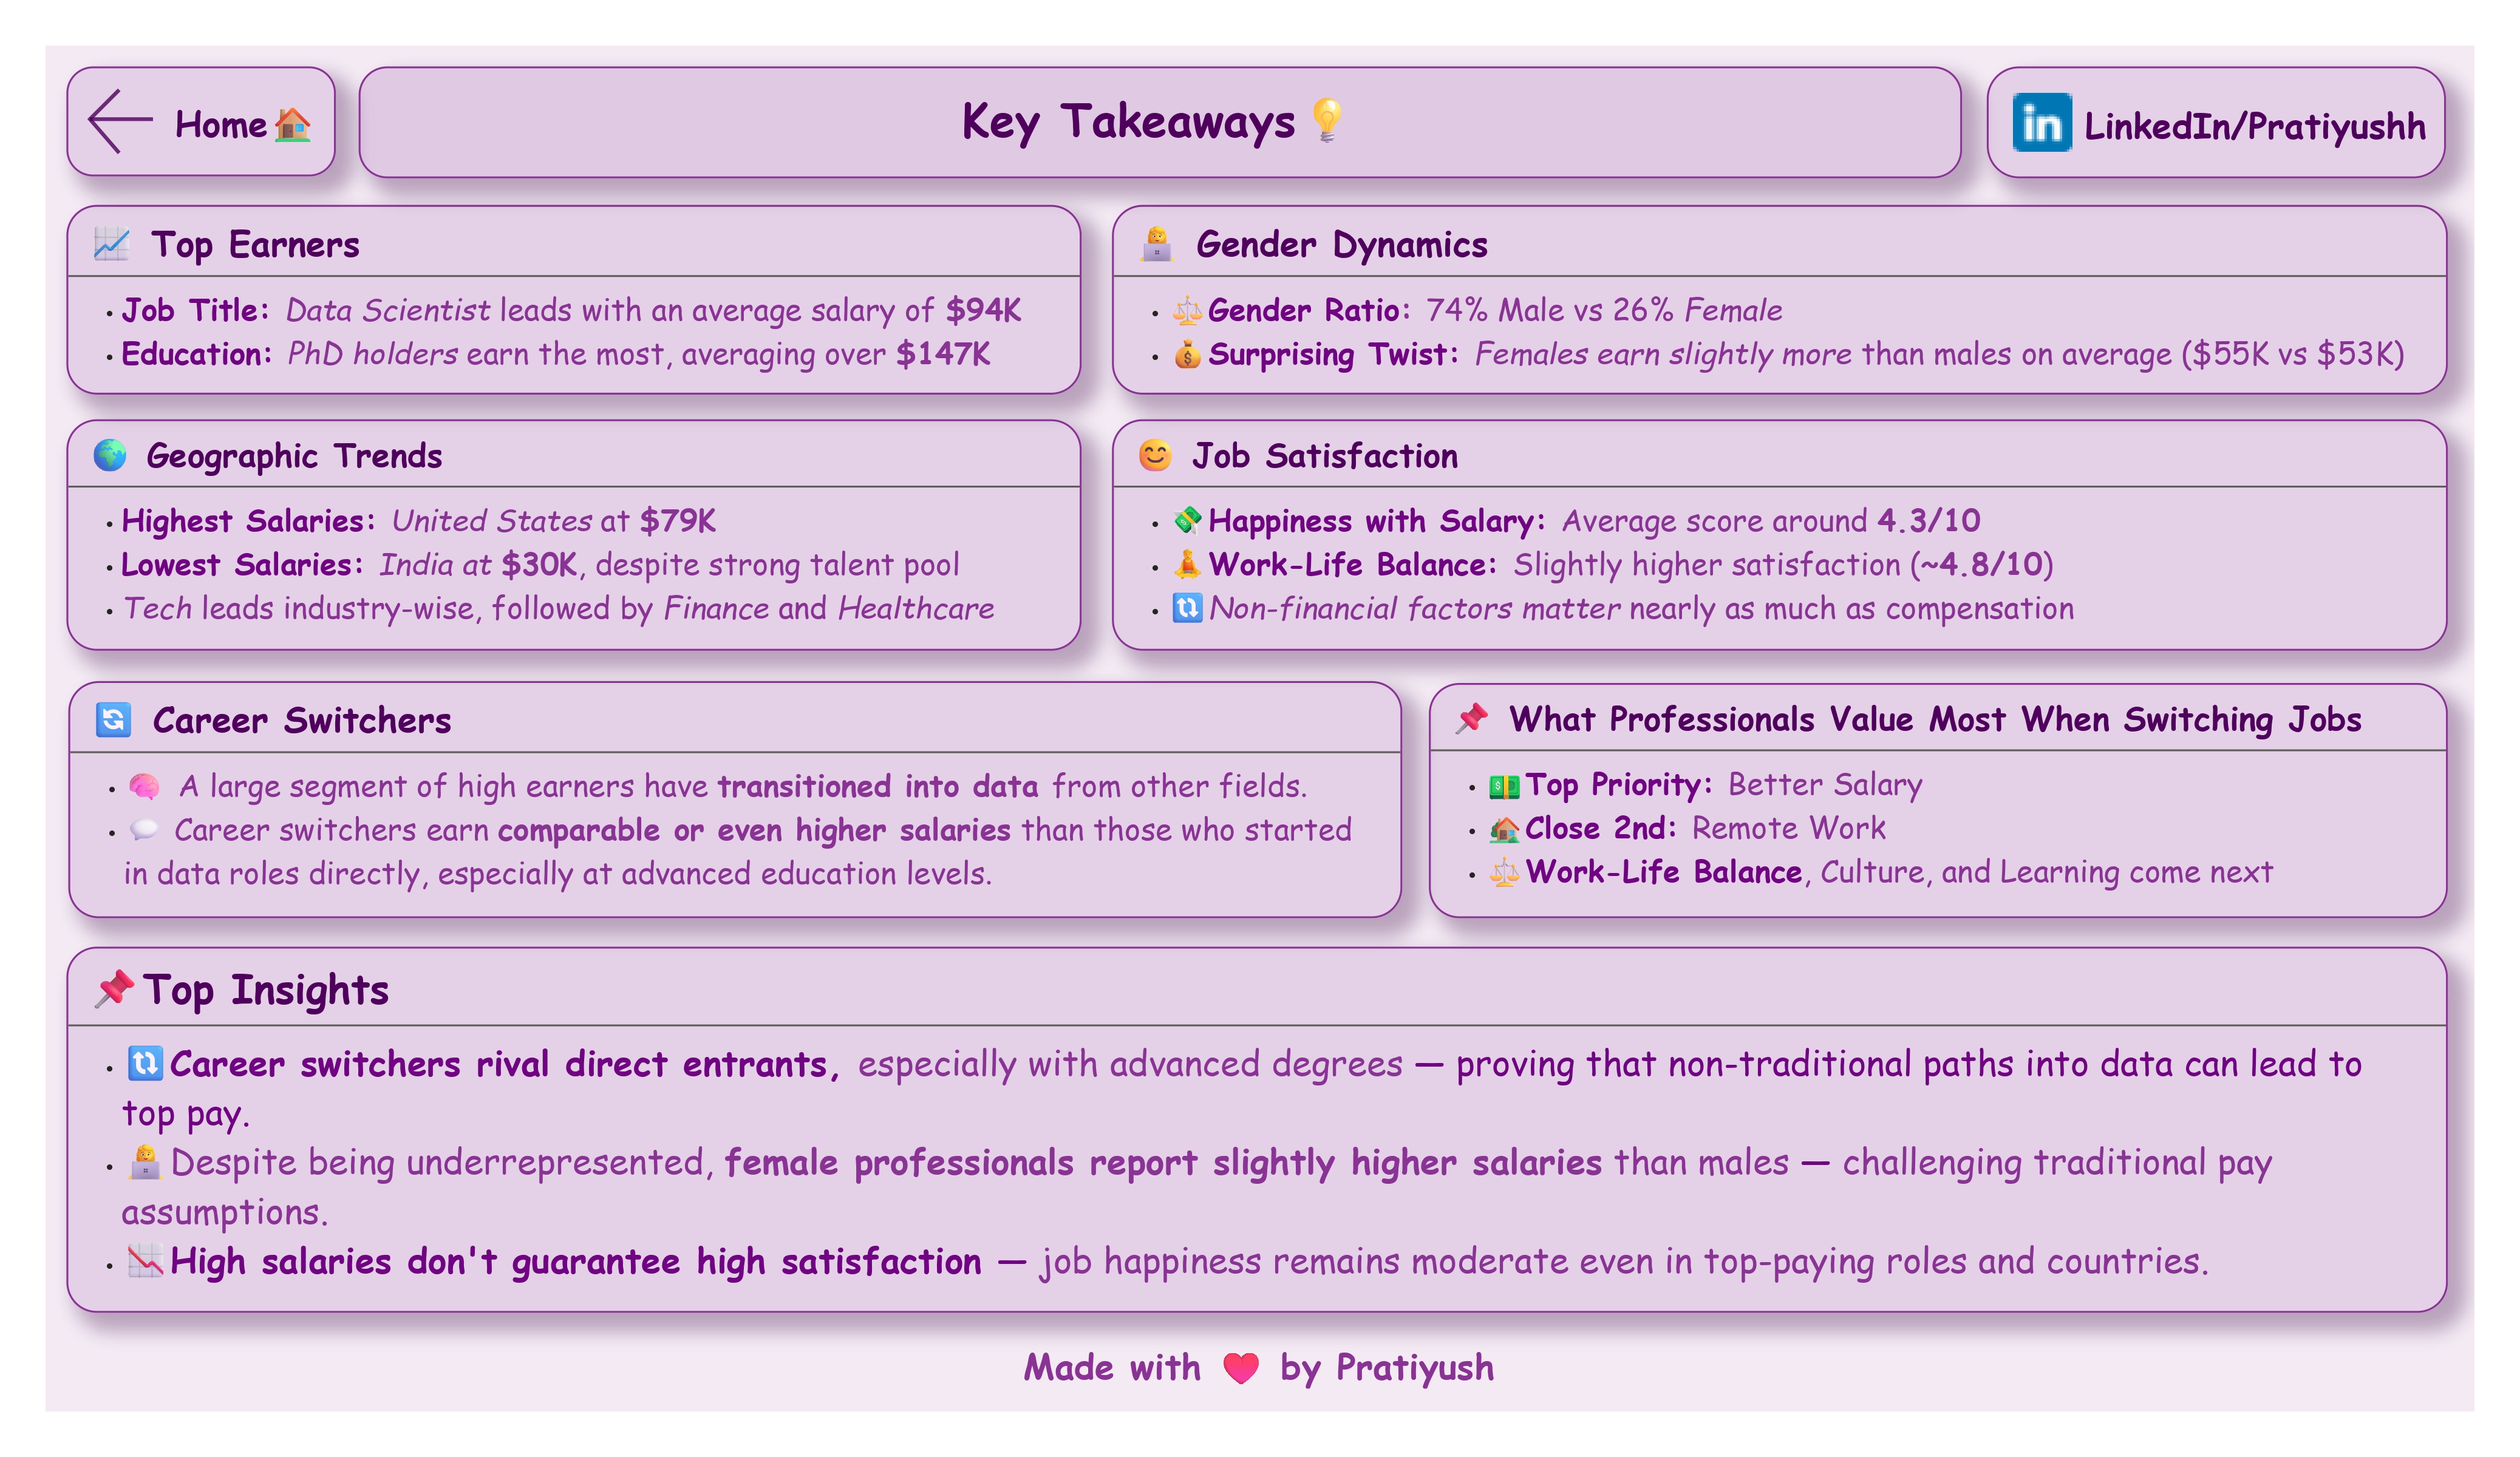 Home
Key Takeaways
in LinkedIn/Pratiyushh
Top Earners
• Job Title: Data Scientist leads with an average salary of $94K
• Education: PhD holders earn the most, averaging over $147K
Gender Dynamics
• Gender Ratio: 74% Male vs 26% Female
• Surprising Twist: Females earn slightly more than males on average ($55K vs $53K)
Geographic Trends
• Highest Salaries: United States at $79K
• Lowest Salaries: India at $30K, despite strong talent pool
• Tech leads industry-wise, followed by Finance and Healthcare
Job Satisfaction
• Happiness with Salary: Average score around 4.3/10
• Work-Life Balance: Slightly higher satisfaction (~4.8/10)
• Non-financial factors matter nearly as much as compensation
Career Switchers
• A large segment of high earners have transitioned into data from other fields.
• Career switchers earn comparable or even higher salaries than those who started
in data roles directly, especially at advanced education levels.
What Professionals Value Most When Switching Jobs
• Top Priority: Better Salary
• Close 2nd: Remote Work
• Work-Life Balance, Culture, and Learning come next
Top Insights
• Career switchers rival direct entrants, especially with advanced degrees — proving that non-traditional paths into data can lead to
top pay.
• Despite being underrepresented, female professionals report slightly higher salaries than males — challenging traditional pay
assumptions.
• High salaries don't guarantee high satisfaction — job happiness remains moderate even in top-paying roles and countries.
Made with ❤️ by Pratiyush